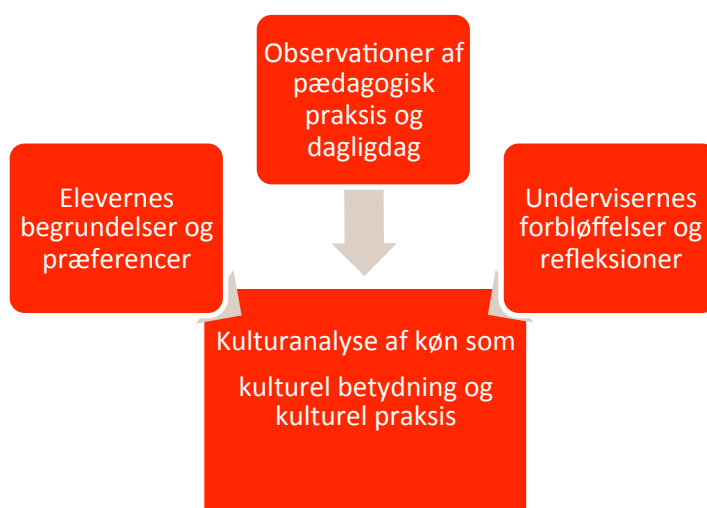 Observationer af
pædagogisk
praksis og
dagligdag
Elevernes
begrundelser og
præferencer
Undervisernes
forbløffelser og
refleksioner
Kulturanalyse af køn som
kulturel betydning og
kulturel praksis